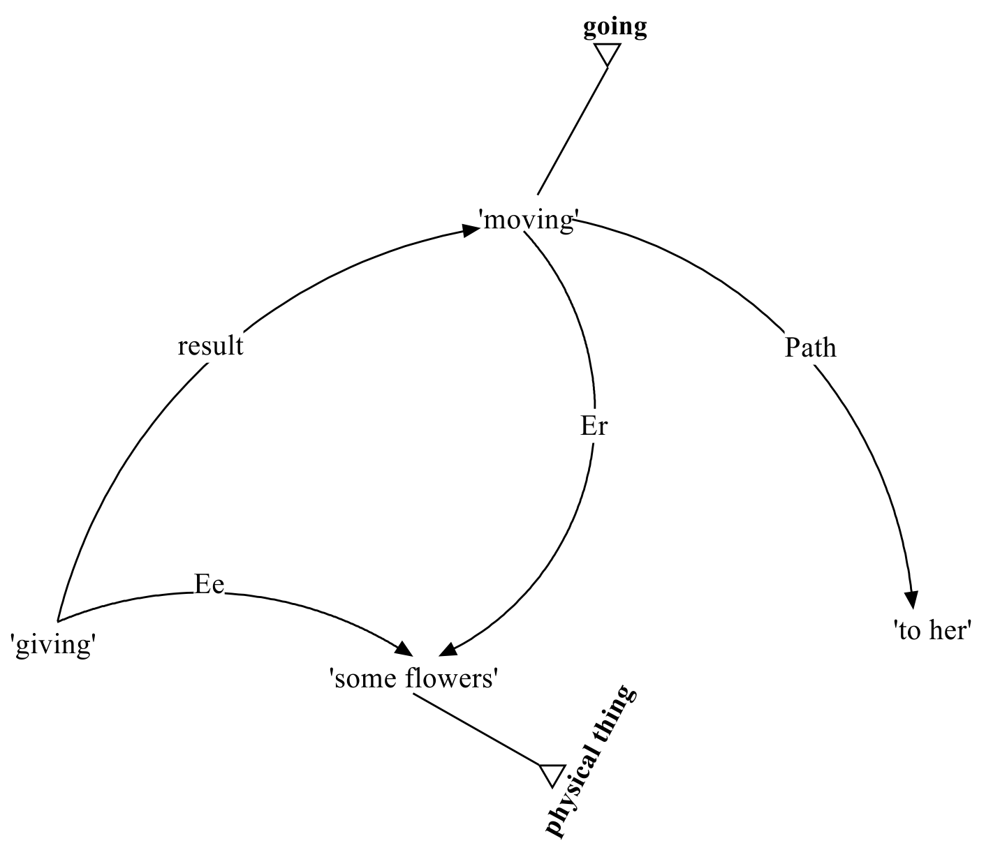 going
'moving'
result
Path
Er
Ee
'giving'
'to her'
'some flowers'
physical thing